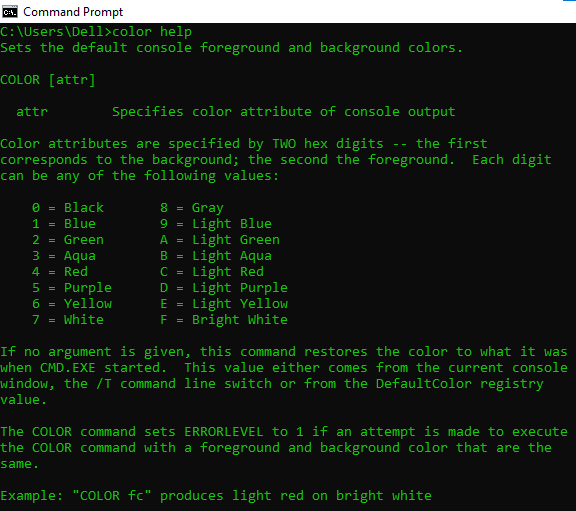 Command Prompt
C:\Users\Dell>color help
Sets the default console foreground and background colors.

COLOR [attr]

  attr        Specifies color attribute of console output

Color attributes are specified by TWO hex digits -- the first
corresponds to the background; the second the foreground.  Each digit
can be any of the following values:

    0 = Black       8 = Gray
    1 = Blue        9 = Light Blue
    2 = Green       A = Light Green
    3 = Aqua        B = Light Aqua
    4 = Red         C = Light Red
    5 = Purple      D = Light Purple
    6 = Yellow      E = Light Yellow
    7 = White       F = Bright White

If no argument is given, this command restores the color to what it was
when CMD.EXE started.  This value either comes from the current console
window, the /T command line switch or from the DefaultColor registry
value.

The COLOR command sets ERRORLEVEL to 1 if an attempt is made to execute
the COLOR command with a foreground and background color that are the
same.

Example: "COLOR fc" produces light red on bright white